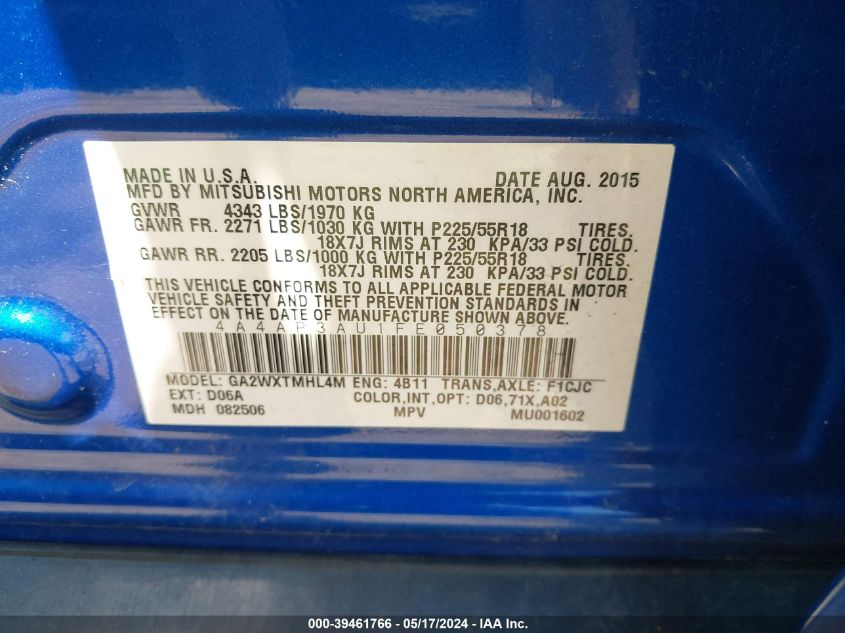 MADE IN U.S.A. DATE AUG. 2015
MFD BY MITSUBISHI MOTORS NORTH AMERICA, INC.
GVWR 4343 LBS/1970 KG
GAWR FR. 2271 LBS/1030 KG WITH P225/55R18 TIRES.
18X7J RIMS AT 230 KPA/33 PSI COLD.
GAWR RR. 2205 LBS/1000 KG WITH P225/55R18 TIRES.
18X7J RIMS AT 230 KPA/33 PSI COLD.
THIS VEHICLE CONFORMS TO ALL APPLICABLE FEDERAL MOTOR
VEHICLE SAFETY AND THEFT PREVENTION STANDARDS IN
EFFECT ON THE DATE OF MANUFACTURE SHOWN ABOVE.
4A4AP3AU1FE050378
MODEL: GA2WXTMHL4M ENG: 4B11 TRANS,AXLE: F1CJC
EXT: D06A COLOR,INT,OPT: D06,71X,A02
MDH 082506 MPV MU001602
000-39461766 - 05/17/2024 - IAA Inc.